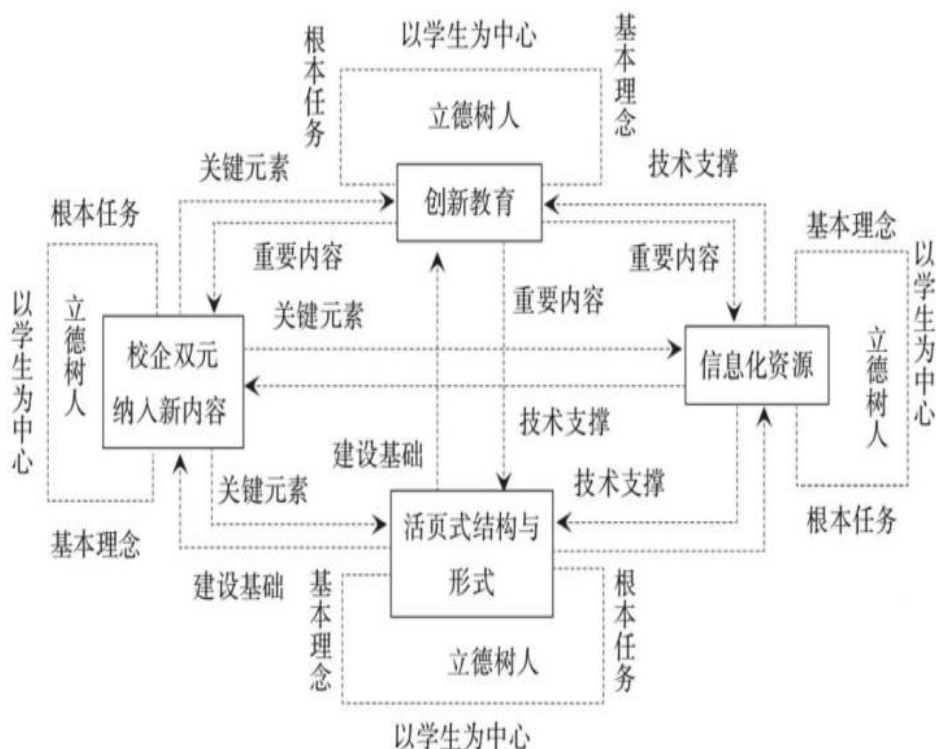 以学生为中心
根本任务
基本理念
立德树人
关键元素
技术支撑
创新教育
根本任务
基本理念
重要内容
重要内容
重要内容
以学生为中心
立德树人
关键元素
校企双元
纳入新内容
信息化资源
立德树人
以学生为中心
技术支撑
建设基础
关键元素
技术支撑
活页式结构与
形式
根本任务
基本理念
建设基础
基本理念
根本任务
立德树人
以学生为中心